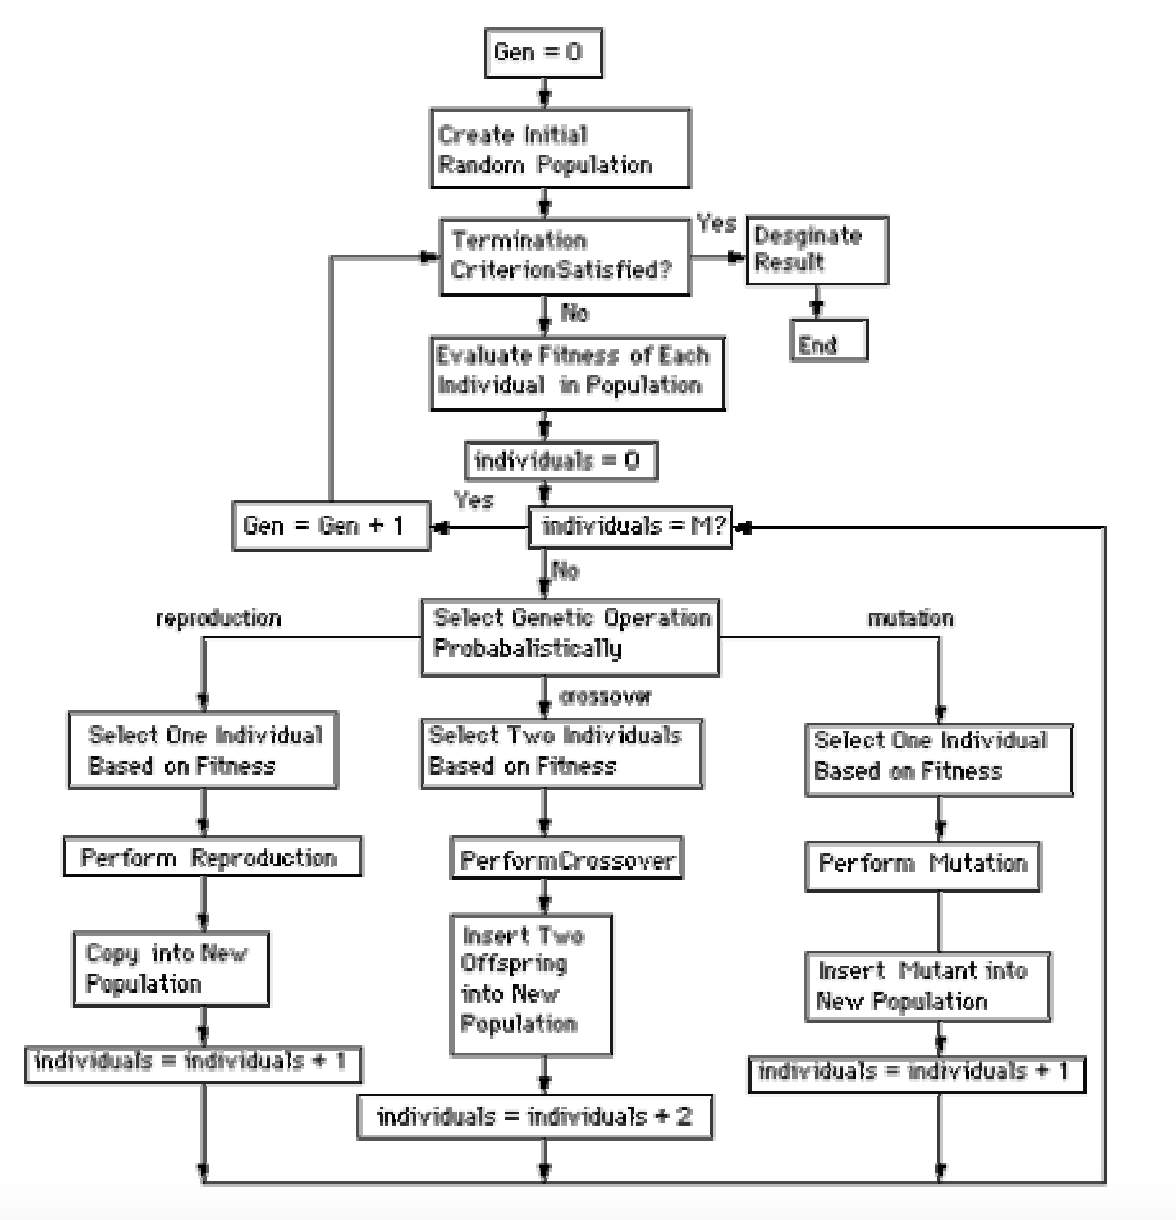 Gen = 0
Create Initial
Random Population
Termination
CriterionSatisfied?
Yes
Desginate
Result
End
No
Evaluate Fitness of Each
Individual in Population
individuals = 0
Yes
Gen = Gen + 1
individuals = M?
No
reproduction
Select Genetic Operation
Probabalistically
mutation
crossover
Select One Individual
Based on Fitness
Select Two Individuals
Based on Fitness
Select One Individual
Based on Fitness
Perform Reproduction
PerformCrossover
Perform Mutation
Copy into New
Population
Insert Two
Offspring
into New
Population
Insert Mutant into
New Population
individuals = individuals + 1
individuals = individuals + 2
individuals = individuals + 1